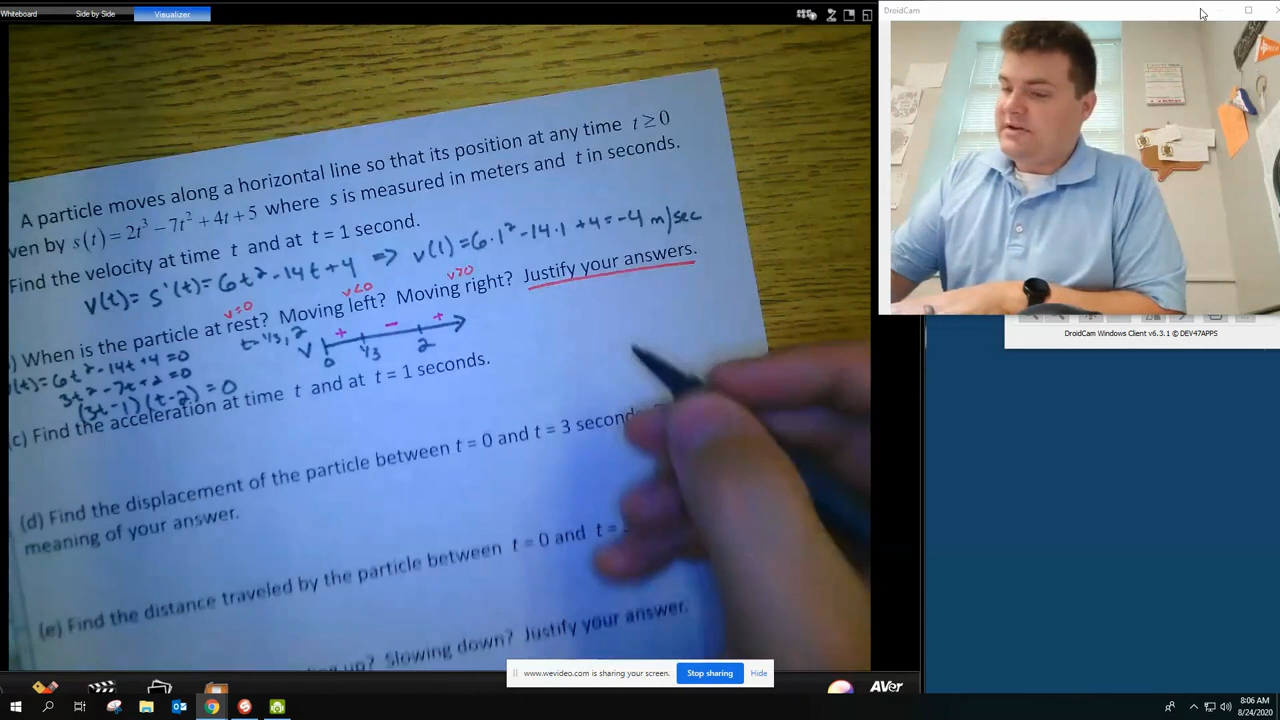 Whiteboard
Side by Side
Visualizer
DroidCam
A particle moves along a horizontal line so that its position at any time t ≥ 0
ven by s(t) = 2t³ − 7t² + 4t + 5 where s is measured in meters and t in seconds.
Find the velocity at time t and at t = 1 second.
v(t) = s'(t) = 6t² − 14t + 4 ⇒ v(1) = 6·1² − 14·1 + 4 = −4 m/sec
v=0 v<0 v>0
) When is the particle at rest? Moving left? Moving right? Justify your answers.
(t) = 6t² − 14t + 4 = 0
t = 1/3, 2
+ − +
v 0 1/3 2
3t² − 7t + 2 = 0
(3t − 1)(t − 2) = 0
(c) Find the acceleration at time t and at t = 1 seconds.
(d) Find the displacement of the particle between t = 0 and t = 3 seconds.
meaning of your answer.
(e) Find the distance traveled by the particle between t = 0 and t =
up? Slowing down? Justify your answer.
DroidCam Windows Client v6.3.1 © DEV47APPS
www.wevideo.com is sharing your screen.
Stop sharing
Hide
AVer
8:06 AM
8/24/2020